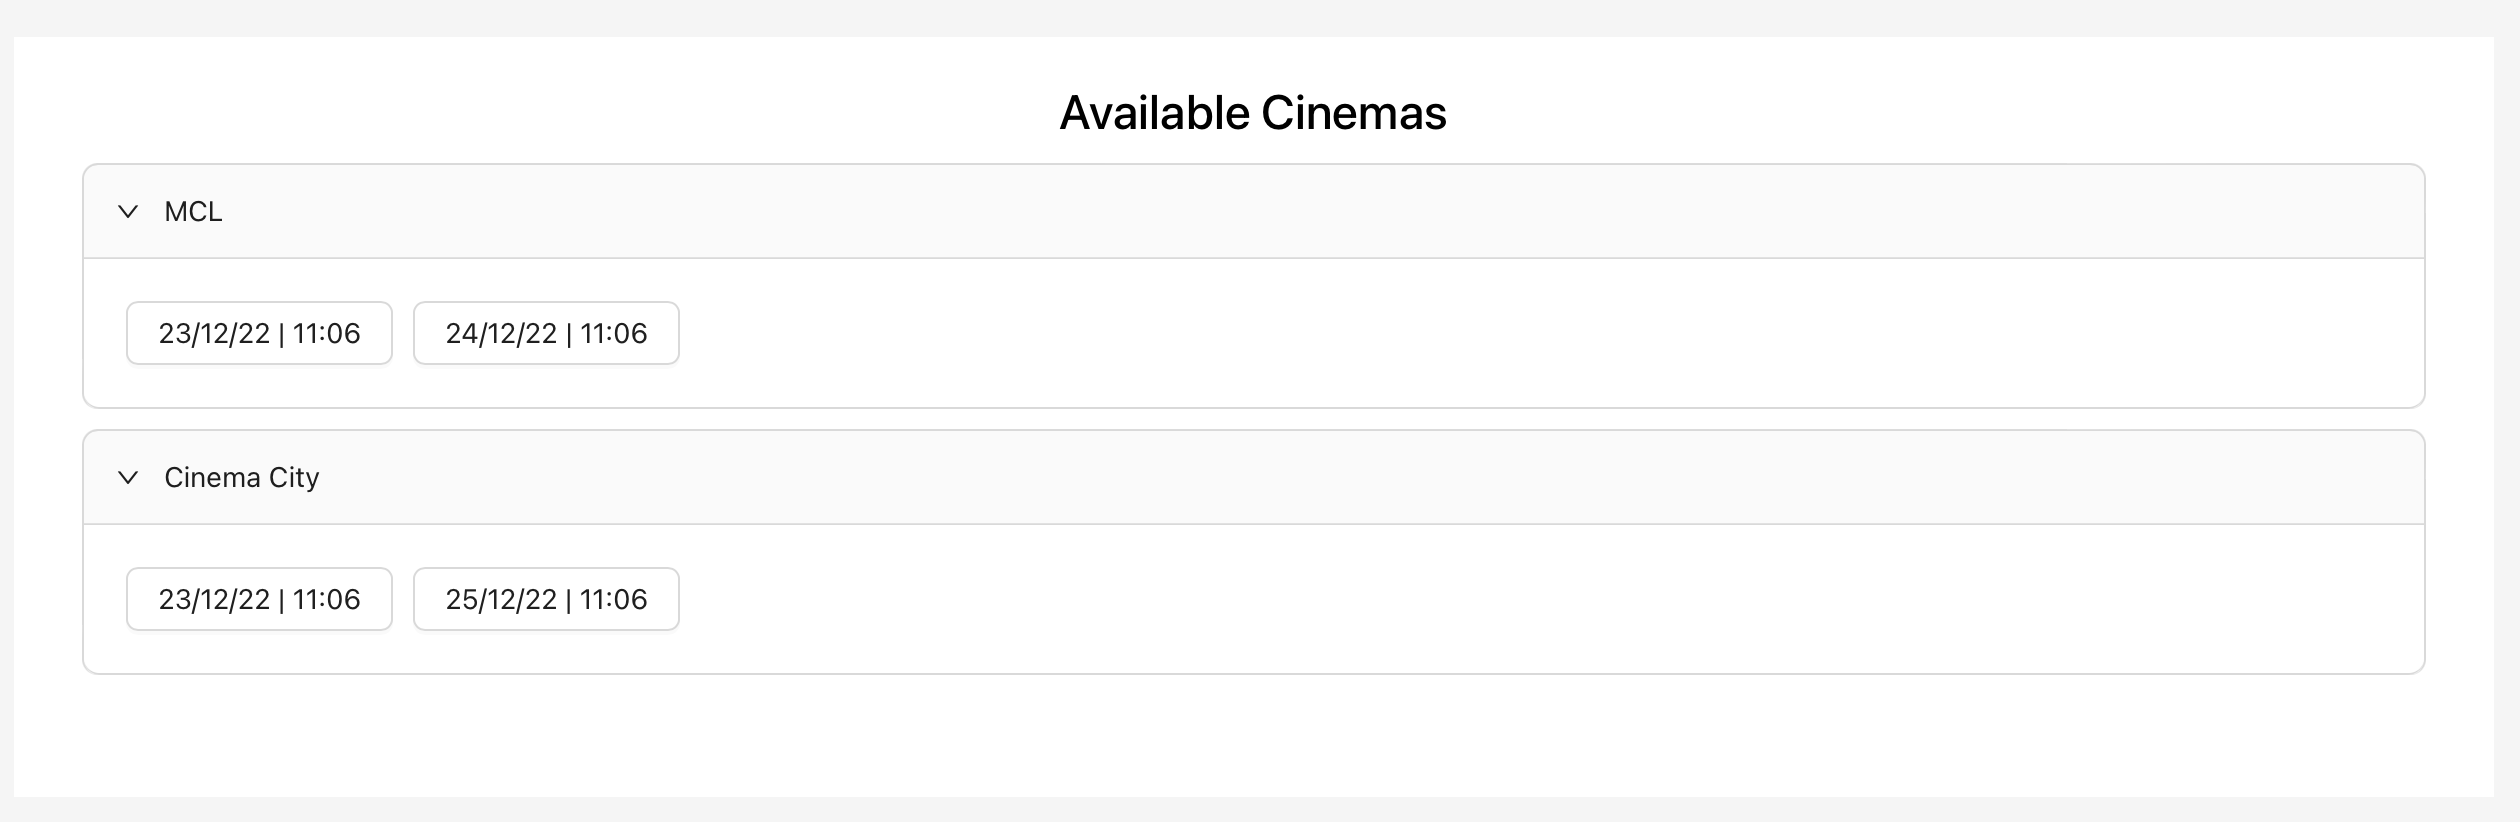 Available Cinemas
MCL
23/12/22 | 11:06 24/12/22 | 11:06
Cinema City
23/12/22 | 11:06 25/12/22 | 11:06